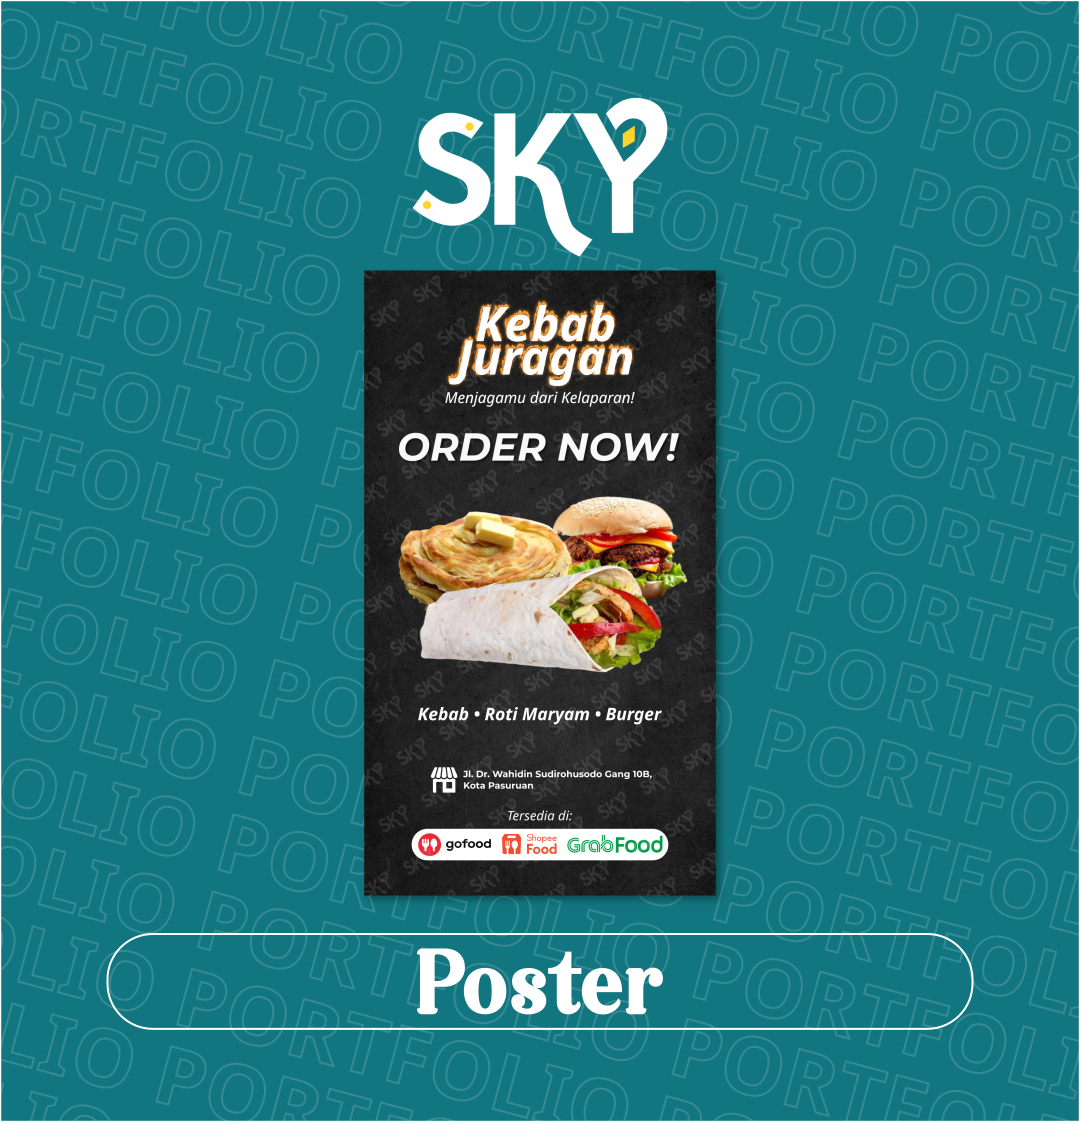 SKY
Kebab
Juragan
Menjagamu dari Kelaparan!
ORDER NOW!
Kebab • Roti Maryam • Burger
Jl. Dr. Wahidin Sudirohusodo Gang 10B,
Kota Pasuruan
Tersedia di:
gofood Shopee Food GrabFood
Poster
PORTFOLIO